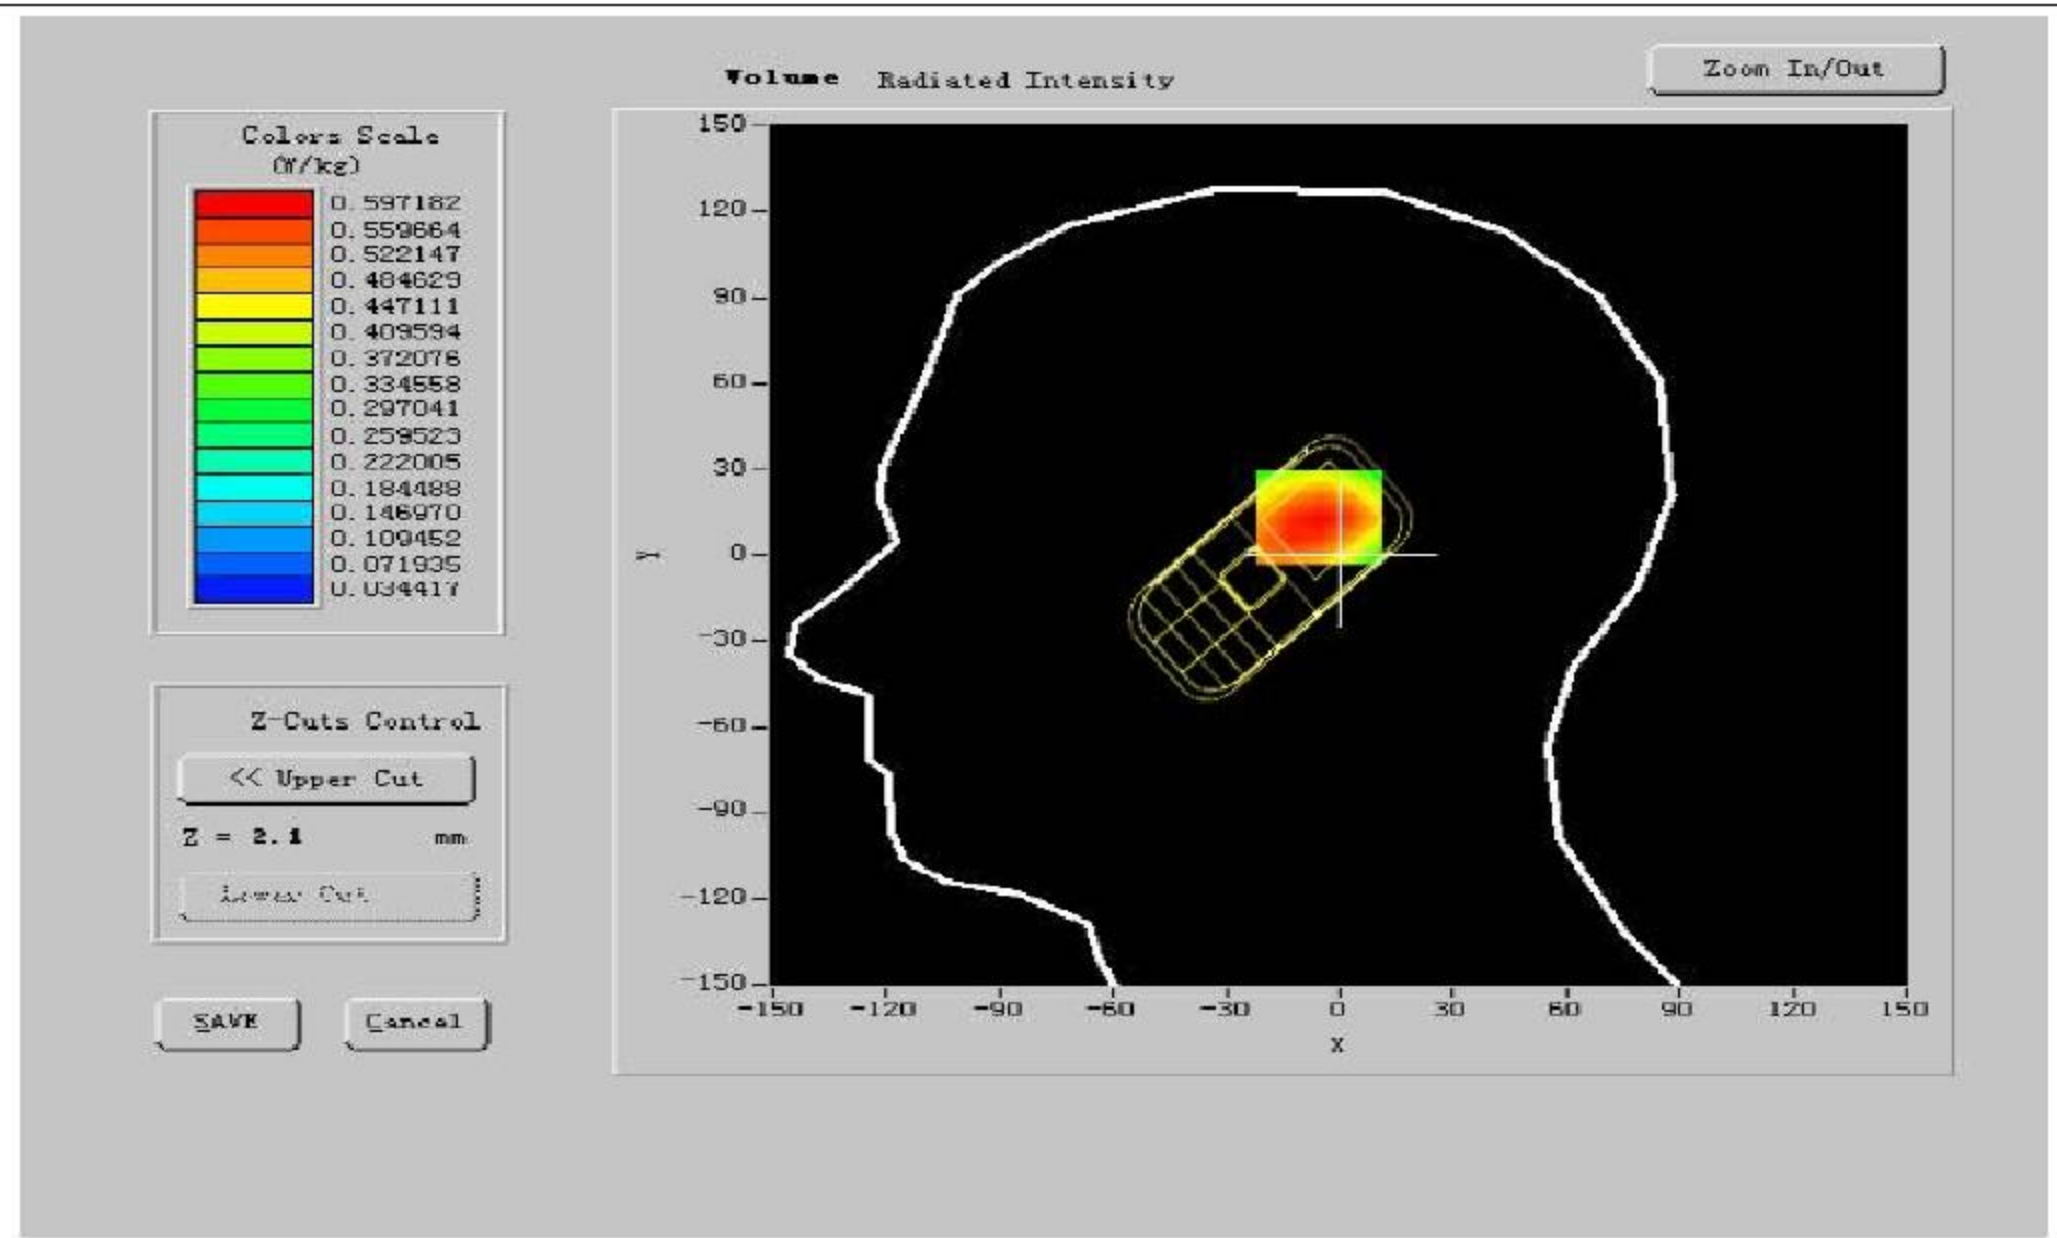 Volume Radiated Intensity
Zoom In/Out
Colors Scale
(W/kg)
0.597182
0.559664
0.522147
0.484629
0.447111
0.409594
0.372076
0.334558
0.297041
0.259523
0.222005
0.184488
0.146970
0.109452
0.071935
0.034417
Z-Cuts Control
<< Upper Cut
Z = 2.1 mm
Lower Cut
SAVE Cancel
150
120
90
60
30
0
-30
-60
-90
-120
-150
Y
-150 -120 -90 -60 -30 0 30 60 90 120 150
X